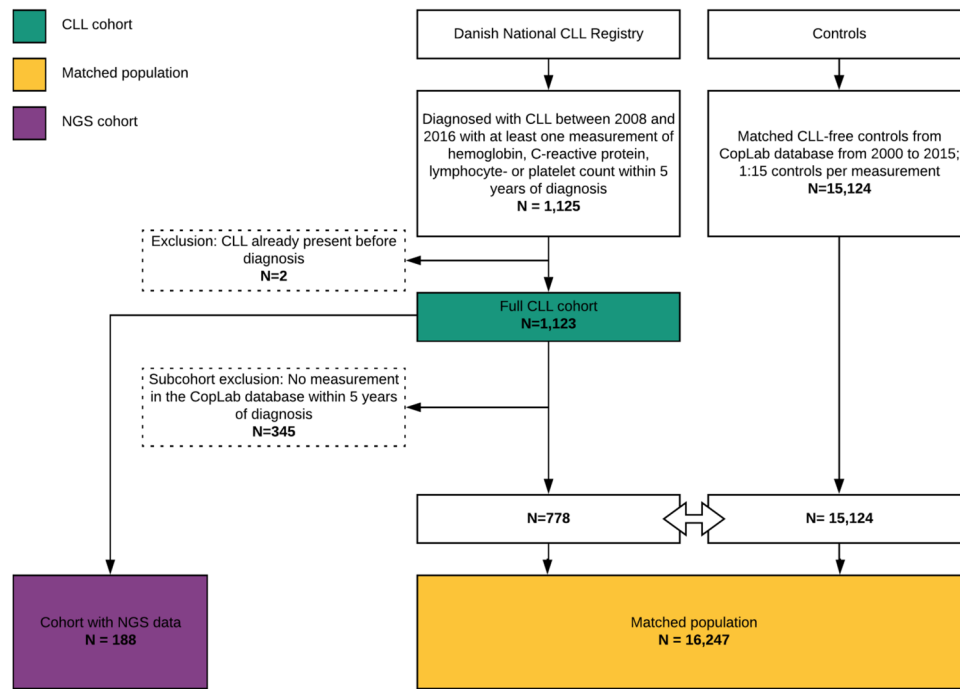 CLL cohort
Matched population
NGS cohort
Danish National CLL Registry
Controls
Diagnosed with CLL between 2008 and
2016 with at least one measurement of
hemoglobin, C-reactive protein,
lymphocyte- or platelet count within 5
years of diagnosis
N = 1,125
Matched CLL-free controls from
CopLab database from 2000 to 2015;
1:15 controls per measurement
N=15,124
Exclusion: CLL already present before
diagnosis
N=2
Full CLL cohort
N=1,123
Subcohort exclusion: No measurement
in the CopLab database within 5 years
of diagnosis
N=345
N=778
N= 15,124
Cohort with NGS data
N = 188
Matched population
N = 16,247